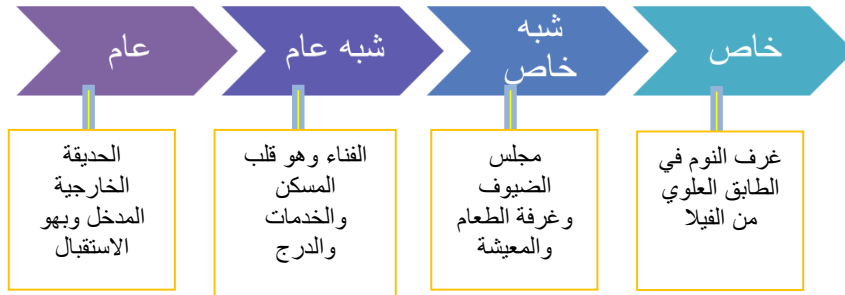 عام
شبه عام
شبه
خاص
خاص
الحديقة
الخارجية
المدخل وبهو
الاستقبال
الفناء وهو قلب
المسكن
والخدمات
والدرج
مجلس
الضيوف
وغرفة الطعام
والمعيشة
غرف النوم في
الطابق العلوي
من الفيلا